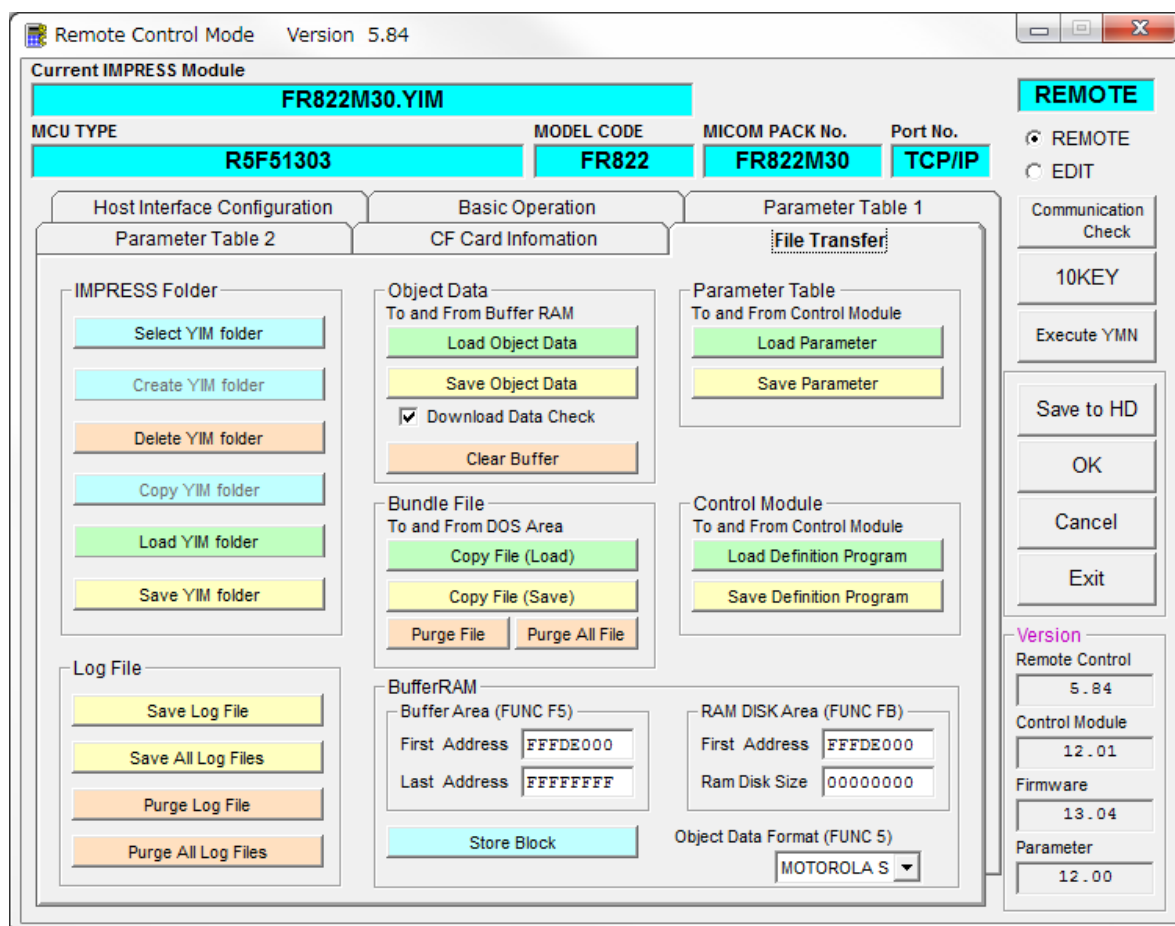 Remote Control Mode Version 5.84
Current IMPRESS Module
FR822M30.YIM
MCU TYPE
MODEL CODE
MICOM PACK No.
Port No.
R5F51303
FR822
FR822M30
TCP/IP
Host Interface Configuration
Basic Operation
Parameter Table 1
Parameter Table 2
CF Card Infomation
File Transfer
IMPRESS Folder
Select YIM folder
Create YIM folder
Delete YIM folder
Copy YIM folder
Load YIM folder
Save YIM folder
Log File
Save Log File
Save All Log Files
Purge Log File
Purge All Log Files
Object Data
To and From Buffer RAM
Load Object Data
Save Object Data
Download Data Check
Clear Buffer
Bundle File
To and From DOS Area
Copy File (Load)
Copy File (Save)
Purge File
Purge All File
Parameter Table
To and From Control Module
Load Parameter
Save Parameter
Control Module
To and From Control Module
Load Definition Program
Save Definition Program
BufferRAM
Buffer Area (FUNC F5)
First Address FFFDE000
Last Address FFFFFFFF
Store Block
RAM DISK Area (FUNC FB)
First Address FFFDE000
Ram Disk Size 00000000
Object Data Format (FUNC 5)
MOTOROLA S
REMOTE
REMOTE
EDIT
Communication
Check
10KEY
Execute YMN
Save to HD
OK
Cancel
Exit
Version
Remote Control
5.84
Control Module
12.01
Firmware
13.04
Parameter
12.00